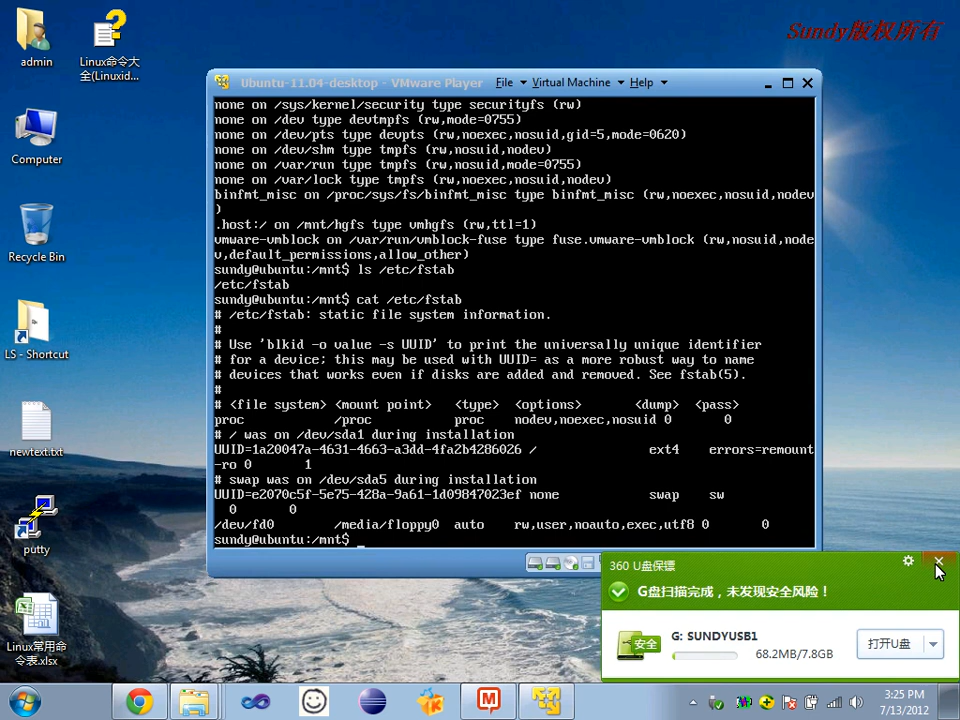 admin
Linux命令大
全(Linuxid...
Sundy版权所有
Computer
Recycle Bin
LS - Shortcut
newtext.txt
putty
Linux常用命
令表.xlsx
Ubuntu-11.04-desktop - VMware Player File Virtual Machine Help
none on /sys/kernel/security type securityfs (rw)
none on /dev type devtmpfs (rw,mode=0755)
none on /dev/pts type devpts (rw,noexec,nosuid,gid=5,mode=0620)
none on /dev/shm type tmpfs (rw,nosuid,nodev)
none on /var/run type tmpfs (rw,nosuid,mode=0755)
none on /var/lock type tmpfs (rw,noexec,nosuid,nodev)
binfmt_misc on /proc/sys/fs/binfmt_misc type binfmt_misc (rw,noexec,nosuid,nodev
)
.host:/ on /mnt/hgfs type vmhgfs (rw,ttl=1)
vmware-vmblock on /var/run/vmblock-fuse type fuse.vmware-vmblock (rw,nosuid,node
v,default_permissions,allow_other)
sundy@ubuntu:/mnt$ ls /etc/fstab
/etc/fstab
sundy@ubuntu:/mnt$ cat /etc/fstab
# /etc/fstab: static file system information.
#
# Use 'blkid -o value -s UUID' to print the universally unique identifier
# for a device; this may be used with UUID= as a more robust way to name
# devices that works even if disks are added and removed. See fstab(5).
#
# <file system> <mount point> <type> <options> <dump> <pass>
proc /proc proc nodev,noexec,nosuid 0 0
# / was on /dev/sda1 during installation
UUID=1a20047a-4631-4663-a3dd-4fa2b4286026 / ext4 errors=remount
-ro 0 1
# swap was on /dev/sda5 during installation
UUID=e2070c5f-5e75-428a-9a61-1d09847023ef none swap sw
0 0
/dev/fd0 /media/floppy0 auto rw,user,noauto,exec,utf8 0 0
sundy@ubuntu:/mnt$ _
360 U盘保镖
G盘扫描完成，未发现安全风险！
安全
G: SUNDYUSB1
68.2MB/7.8GB
打开U盘
3:25 PM
7/13/2012